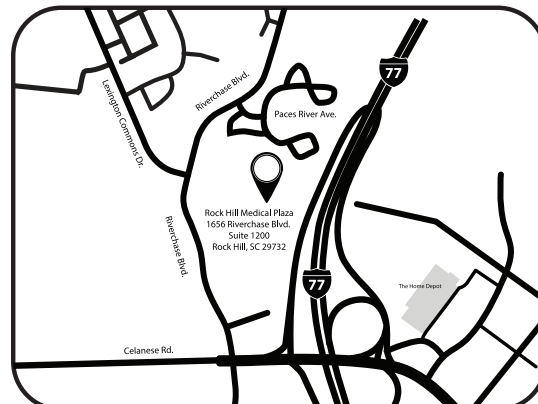 77
Riverchase Blvd.
Lexington Commons Dr.
Paces River Ave.
Rock Hill Medical Plaza
1656 Riverchase Blvd.
Suite 1200
Rock Hill, SC 29732
Riverchase Blvd.
77
The Home Depot
Celanese Rd.